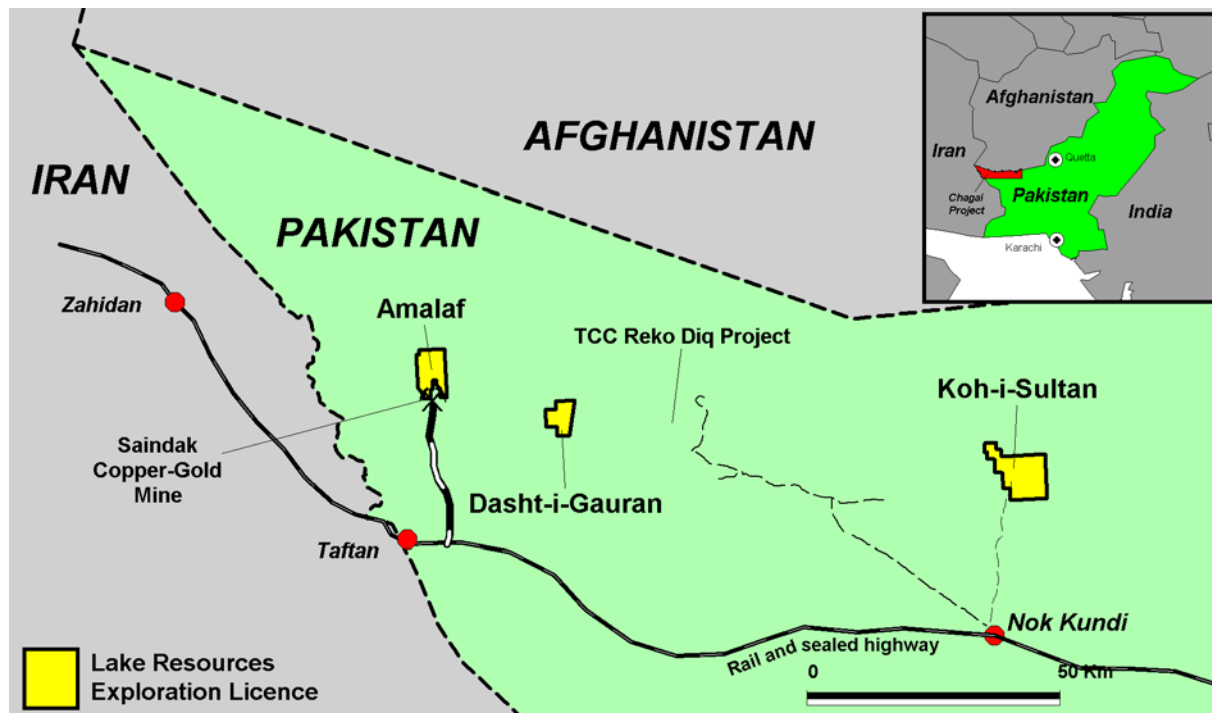 AFGHANISTAN
IRAN
PAKISTAN
Zahidan
Amalaf
TCC Reko Diq Project
Koh-i-Sultan
Saindak
Copper-Gold
Mine
Dasht-i-Gauran
Taftan
Nok Kundi
Rail and sealed highway
0
50 Km
Lake Resources
Exploration Licence
Afghanistan
Iran
Quetta
Chagai
Project
Pakistan
India
Karachi